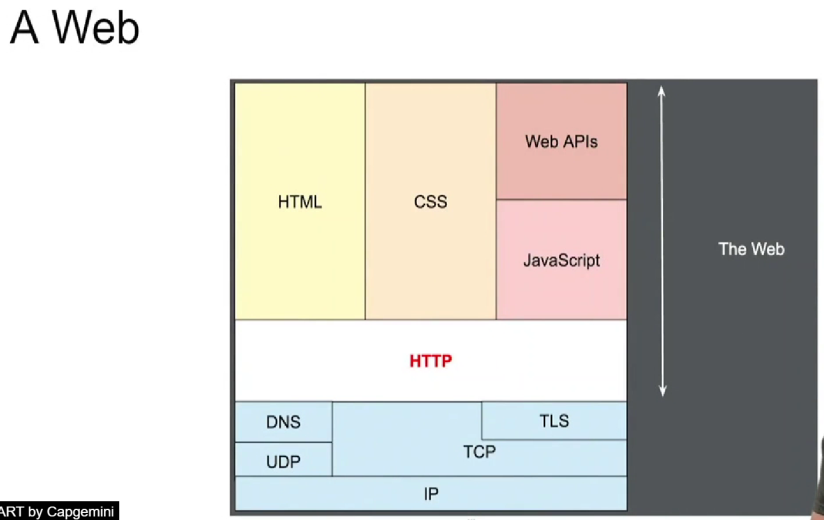 A Web
HTML
CSS
Web APIs
JavaScript
The Web
HTTP
DNS
TLS
TCP
UDP
IP
ART by Capgemini